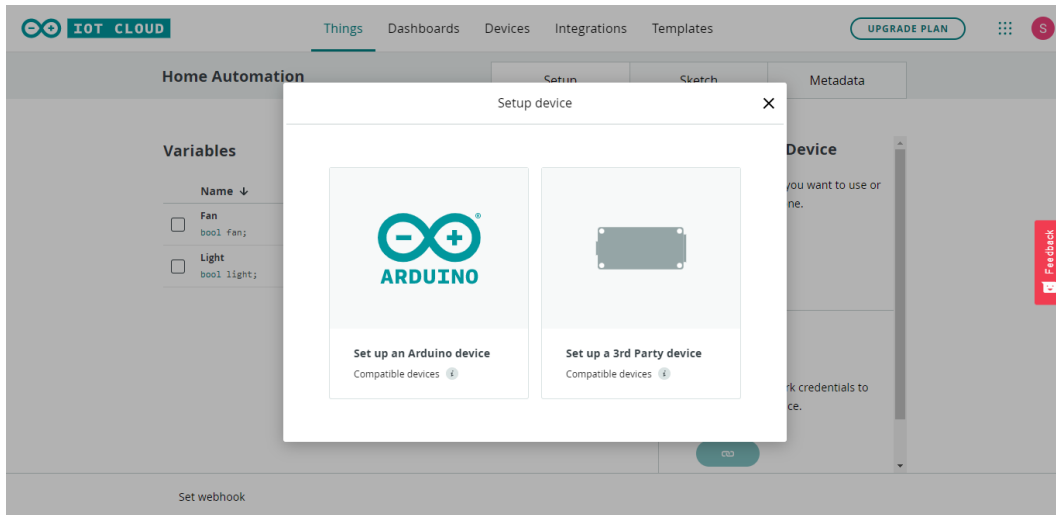 IOT CLOUD
Things Dashboards Devices Integrations Templates
UPGRADE PLAN
S
Home Automation
Setup Sketch Metadata
Setup device
Variables
Device
Name
you want to use or
ne.
Fan
bool fan;
Light
bool light;
ARDUINO
Feedback
Set up an Arduino device
Compatible devices i
Set up a 3rd Party device
Compatible devices i
rk credentials to
ce.
Set webhook